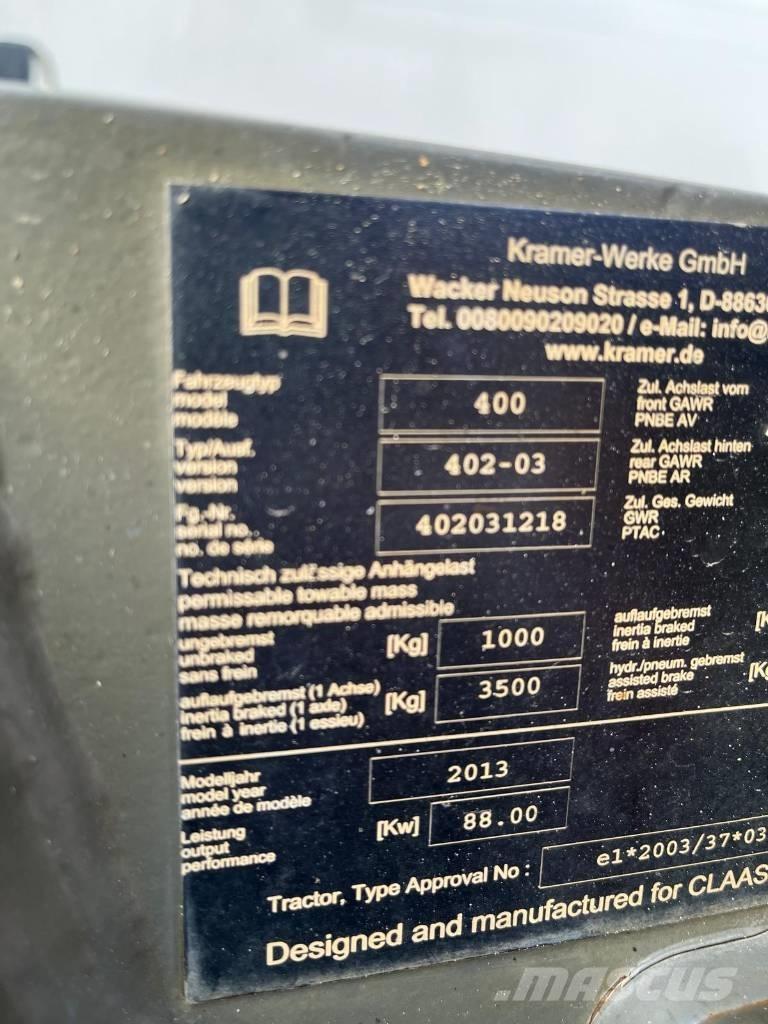 Kramer-Werke GmbH
Wacker Neuson Strasse 1, D-8863
Tel. 0080090209020 / e-Mail: info@
www.kramer.de
Fahrzeugtyp
model
modèle
400
Zul. Achslast vorn
front GAWR
PNBE AV
Typ/Ausf.
version
version
402-03
Zul. Achslast hinten
rear GAWR
PNBE AR
Fg.-Nr.
serial no.
no. de série
402031218
Zul. Ges. Gewicht
GWR
PTAC
Technisch zulässige Anhängelast
permissable towable mass
masse remorquable admissible
ungebremst
unbraked
sans frein
[Kg] 1000
auflaufgebremst
inertia braked
frein à inertie
auflaufgebremst (1 Achse)
inertia braked (1 axle)
frein à inertie (1 essieu)
[Kg] 3500
hydr./pneum. gebremst
assisted brake
frein assisté
Modelljahr
model year
année de modèle
2013
Leistung
output
performance
[Kw] 88.00
Tractor, Type Approval No : e1*2003/37*03
Designed and manufactured for CLAAS
MASCUS